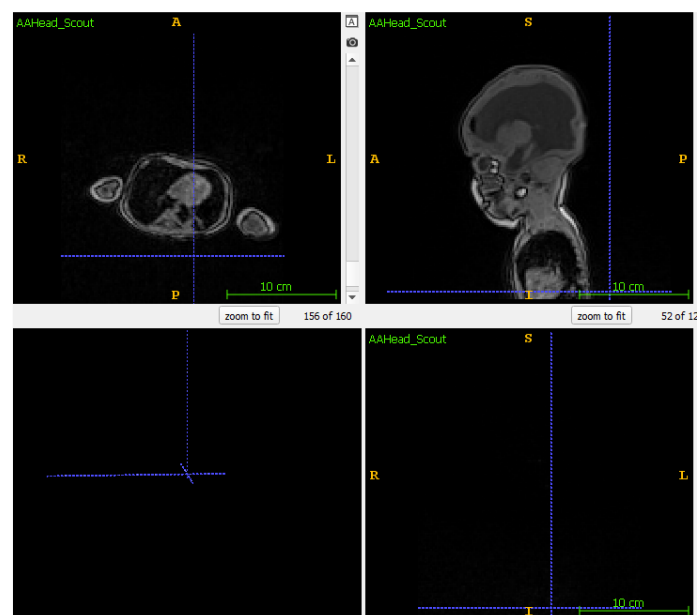 AAHead_Scout
A
A
R
L
P
10 cm
zoom to fit
156 of 160
AAHead_Scout
S
A
P
I
10 cm
zoom to fit
52 of 12
AAHead_Scout
S
R
L
I
10 cm